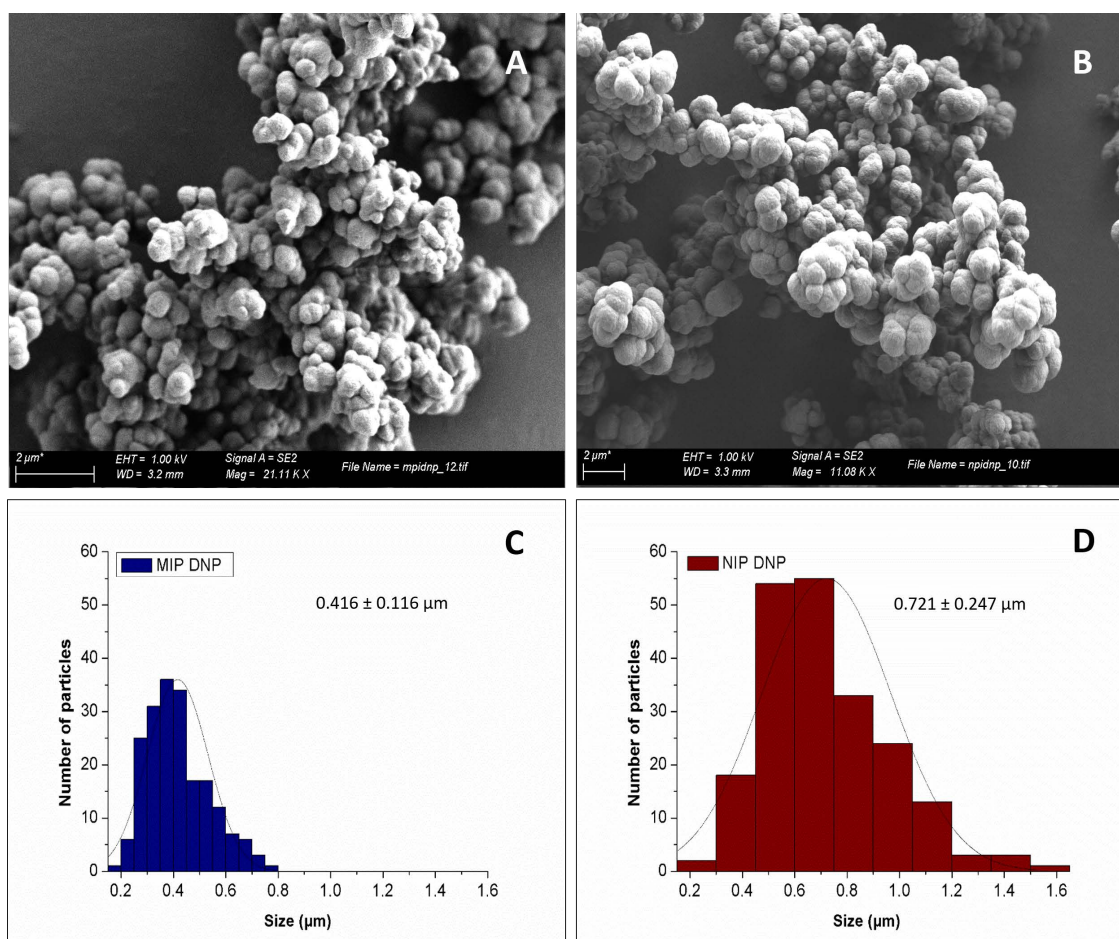 A
2 µm*
EHT = 1.00 kV
WD = 3.2 mm
Signal A = SE2
Mag = 21.11 K X
File Name = mpidnp_12.tif
B
2 µm*
EHT = 1.00 kV
WD = 3.3 mm
Signal A = SE2
Mag = 11.08 K X
File Name = npidnp_10.tif
C
MIP DNP
0.416 ± 0.116 µm
Number of particles
60
50
40
30
20
10
0
0.2 0.4 0.6 0.8 1.0 1.2 1.4 1.6
Size (µm)
D
NIP DNP
0.721 ± 0.247 µm
Number of particles
60
50
40
30
20
10
0
0.2 0.4 0.6 0.8 1.0 1.2 1.4 1.6
Size (µm)